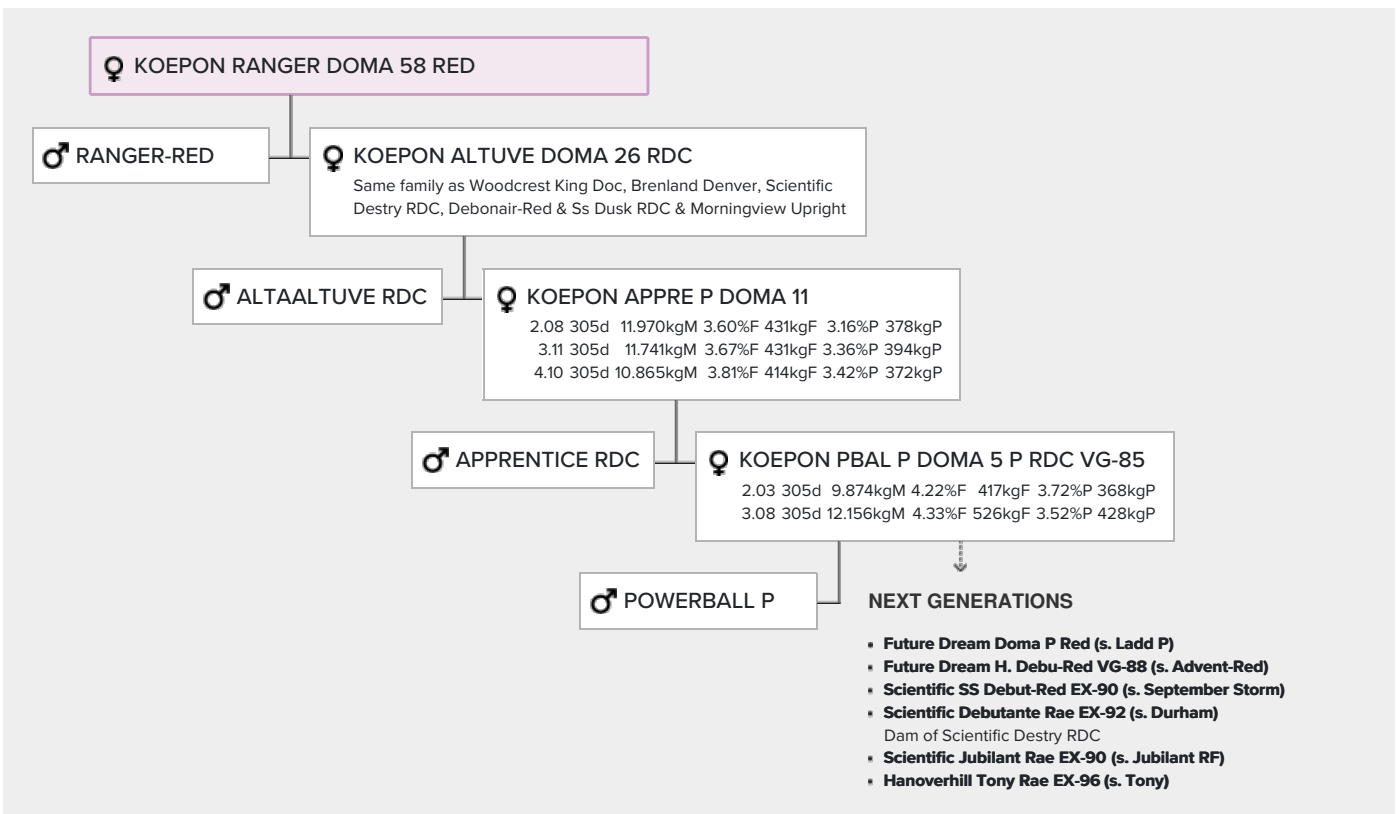 KOEPON RANGER DOMA 58 RED
RANGER-RED
KOEPON ALTUVE DOMA 26 RDC
Same family as Woodcrest King Doc, Brenland Denver, Scientific
Destry RDC, Debonair-Red & Ss Dusk RDC & Morningview Upright
ALTAALTUVE RDC
KOEPON APPRE P DOMA 11
2.08 305d 11.970kgM 3.60%F 431kgF 3.16%P 378kgP
3.11 305d 11.741kgM 3.67%F 431kgF 3.36%P 394kgP
4.10 305d 10.865kgM 3.81%F 414kgF 3.42%P 372kgP
APPRENTICE RDC
KOEPON PBAL P DOMA 5 P RDC VG-85
2.03 305d 9.874kgM 4.22%F 417kgF 3.72%P 368kgP
3.08 305d 12.156kgM 4.33%F 526kgF 3.52%P 428kgP
POWERBALL P
NEXT GENERATIONS
Future Dream Doma P Red (s. Ladd P)
Future Dream H. Debu-Red VG-88 (s. Advent-Red)
Scientific SS Debut-Red EX-90 (s. September Storm)
Scientific Debutante Rae EX-92 (s. Durham)
Dam of Scientific Destry RDC
Scientific Jubilant Rae EX-90 (s. Jubilant RF)
Hanoverhill Tony Rae EX-96 (s. Tony)